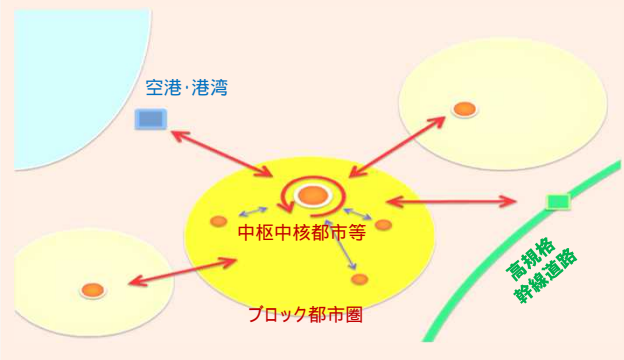 空港・港湾
中枢中核都市等
高規格
幹線道路
ブロック都市圏